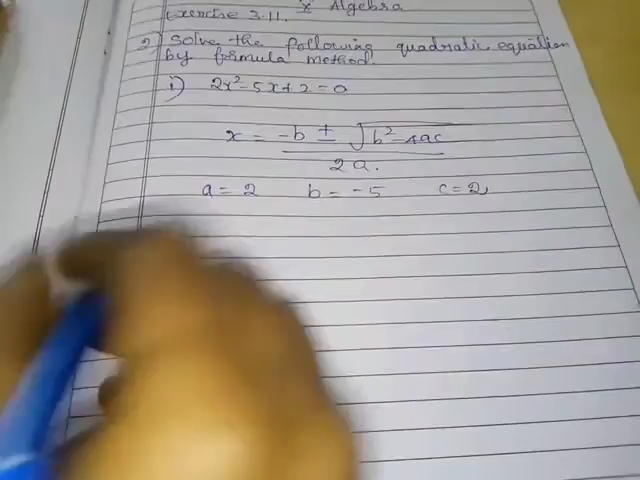 X Algebra
Exercise 3.11.
2) Solve the following quadratic equation
by formula method.
i) 2x² - 5x + 2 = 0
x = -b ± √b² - 4ac
2a.
a = 2 b = -5 c = 2